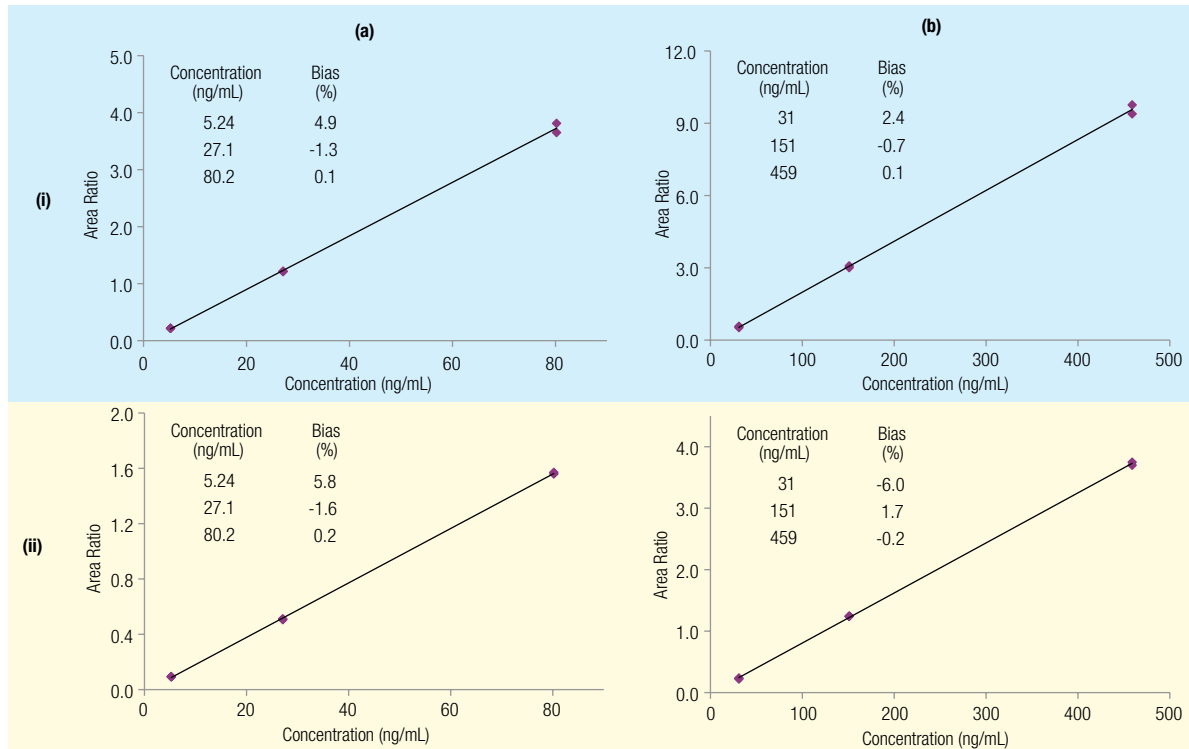 (a)
5.0
4.0
3.0
2.0
1.0
0.0
Area Ratio
Concentration Bias
(ng/mL) (%)
5.24 4.9
27.1 -1.3
80.2 0.1
0 20 40 60 80
Concentration (ng/mL)
(b)
12.0
9.0
6.0
3.0
0.0
Area Ratio
Concentration Bias
(ng/mL) (%)
31 2.4
151 -0.7
459 0.1
0 100 200 300 400 500
Concentration (ng/mL)
(i)
2.0
1.6
1.2
0.8
0.4
0.0
Area Ratio
Concentration Bias
(ng/mL) (%)
5.24 5.8
27.1 -1.6
80.2 0.2
0 20 40 60 80
Concentration (ng/mL)
4.0
3.0
2.0
1.0
0.0
Area Ratio
Concentration Bias
(ng/mL) (%)
31 -6.0
151 1.7
459 -0.2
0 100 200 300 400 500
Concentration (ng/mL)
(ii)